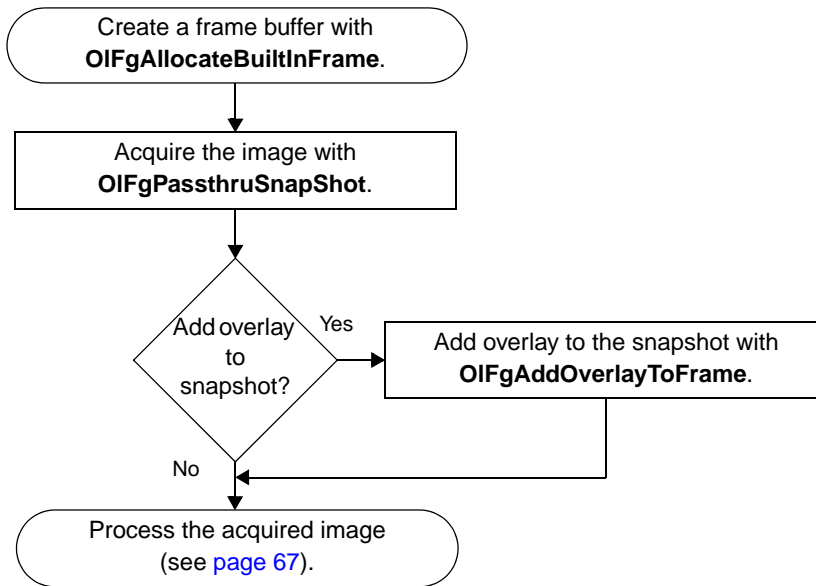 Create a frame buffer with
OlFgAllocateBuiltInFrame.
Acquire the image with
OlFgPassthruSnapShot.
Add overlay
to
snapshot?
Yes
Add overlay to the snapshot with
OlFgAddOverlayToFrame.
No
Process the acquired image
(see page 67).